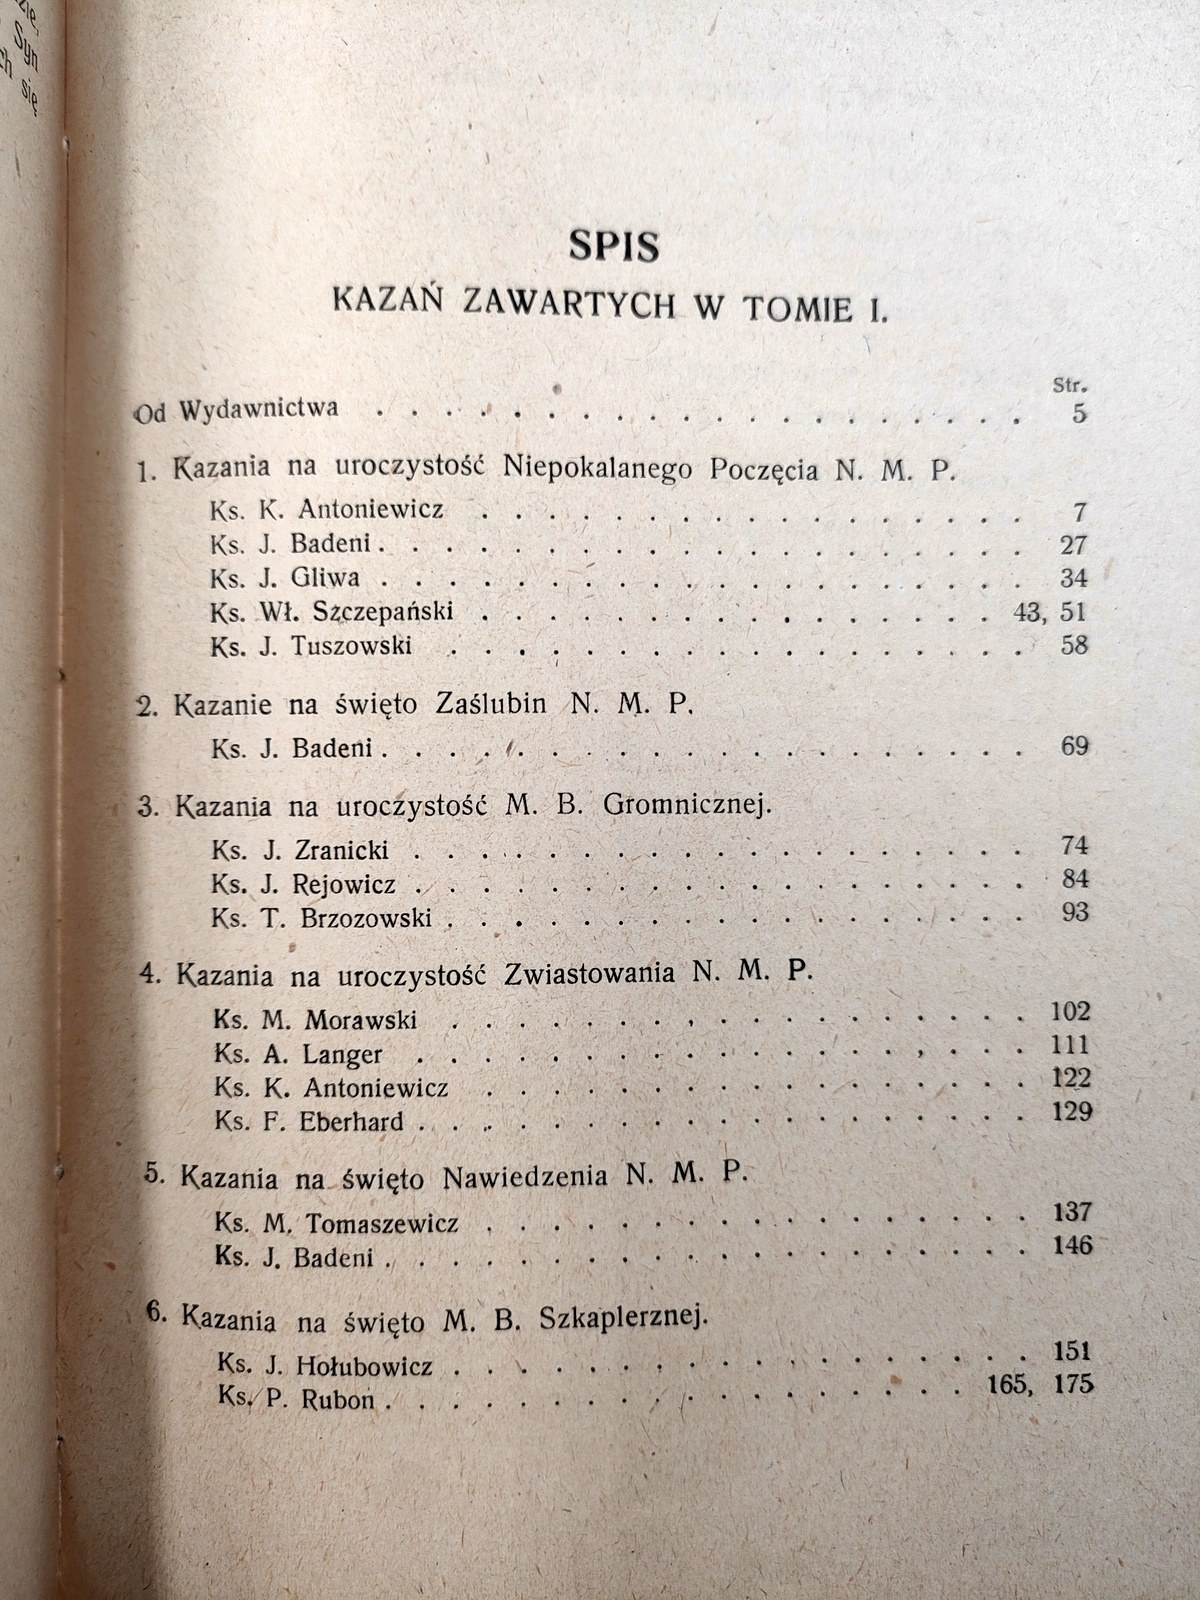 Syn
się
SPIS
KAZAŃ ZAWARTYCH W TOMIE I.
Str.
Od Wydawnictwa . . . . . . . . . . . . . . . . . . . 5
1. Kazania na uroczystość Niepokalanego Poczęcia N. M. P.
Ks. K. Antoniewicz . . . . . . . . . . . . . . . . 7
Ks. J. Badeni . . . . . . . . . . . . . . . . . . . 27
Ks. J. Gliwa . . . . . . . . . . . . . . . . . . . 34
Ks. Wł. Szczepański . . . . . . . . . . . . . . . 43, 51
Ks. J. Tuszowski . . . . . . . . . . . . . . . . . 58
2. Kazanie na święto Zaślubin N. M. P.
Ks. J. Badeni . . . . . . . . . . . . . . . . . . . 69
3. Kazania na uroczystość M. B. Gromnicznej.
Ks. J. Zranicki . . . . . . . . . . . . . . . . . . 74
Ks. J. Rejowicz . . . . . . . . . . . . . . . . . . 84
Ks. T. Brzozowski . . . . . . . . . . . . . . . . . 93
4. Kazania na uroczystość Zwiastowania N. M. P.
Ks. M. Morawski . . . . . . . . . . . . . . . . . 102
Ks. A. Langer . . . . . . . . . . . . . . . . . . 111
Ks. K. Antoniewicz . . . . . . . . . . . . . . . . 122
Ks. F. Eberhard . . . . . . . . . . . . . . . . . . 129
5. Kazania na święto Nawiedzenia N. M. P.
Ks. M. Tomaszewicz . . . . . . . . . . . . . . . . 137
Ks. J. Badeni . . . . . . . . . . . . . . . . . . . 146
6. Kazania na święto M. B. Szkaplerznej.
Ks. J. Hołubowicz . . . . . . . . . . . . . . . . . 151
Ks. P. Rubon . . . . . . . . . . . . . . . . . 165, 175